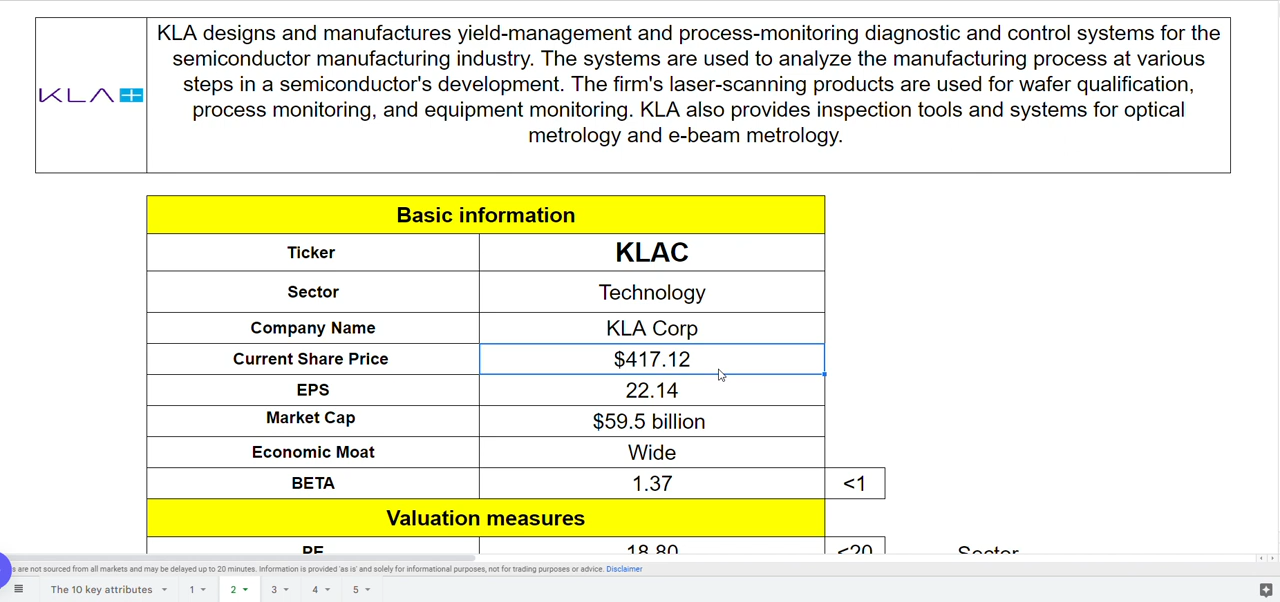 KLA designs and manufactures yield-management and process-monitoring diagnostic and control systems for the
semiconductor manufacturing industry. The systems are used to analyze the manufacturing process at various
steps in a semiconductor's development. The firm's laser-scanning products are used for wafer qualification,
process monitoring, and equipment monitoring. KLA also provides inspection tools and systems for optical
metrology and e-beam metrology.
KLA
Basic information
Ticker KLAC
Sector Technology
Company Name KLA Corp
Current Share Price $417.12
EPS 22.14
Market Cap $59.5 billion
Economic Moat Wide
BETA 1.37 <1
Valuation measures
PE 18.80 <20 Sector
s are not sourced from all markets and may be delayed up to 20 minutes. Information is provided 'as is' and solely for informational purposes, not for trading purposes or advice. Disclaimer
The 10 key attributes 1 2 3 4 5